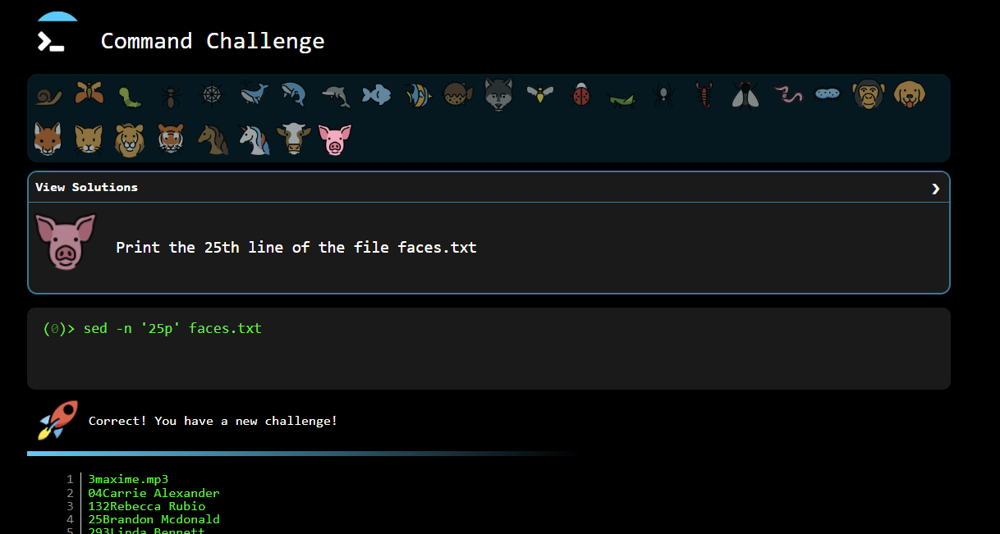 Command Challenge
View Solutions
Print the 25th line of the file faces.txt
(0)> sed -n '25p' faces.txt
Correct! You have a new challenge!
1 3maxime.mp3
2 04Carrie Alexander
3 132Rebecca Rubio
4 25Brandon Mcdonald
5 293Linda Bennett